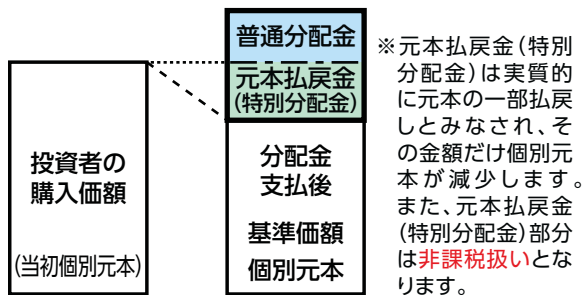 投資者の
購入価額
(当初個別元本)
普通分配金
元本払戻金
(特別分配金)
分配金
支払後
基準価額
個別元本
※元本払戻金(特別
分配金)は実質的
に元本の一部払戻
しとみなされ、そ
の金額だけ個別元
本が減少します。
また、元本払戻金
(特別分配金)部分
は非課税扱いとな
ります。